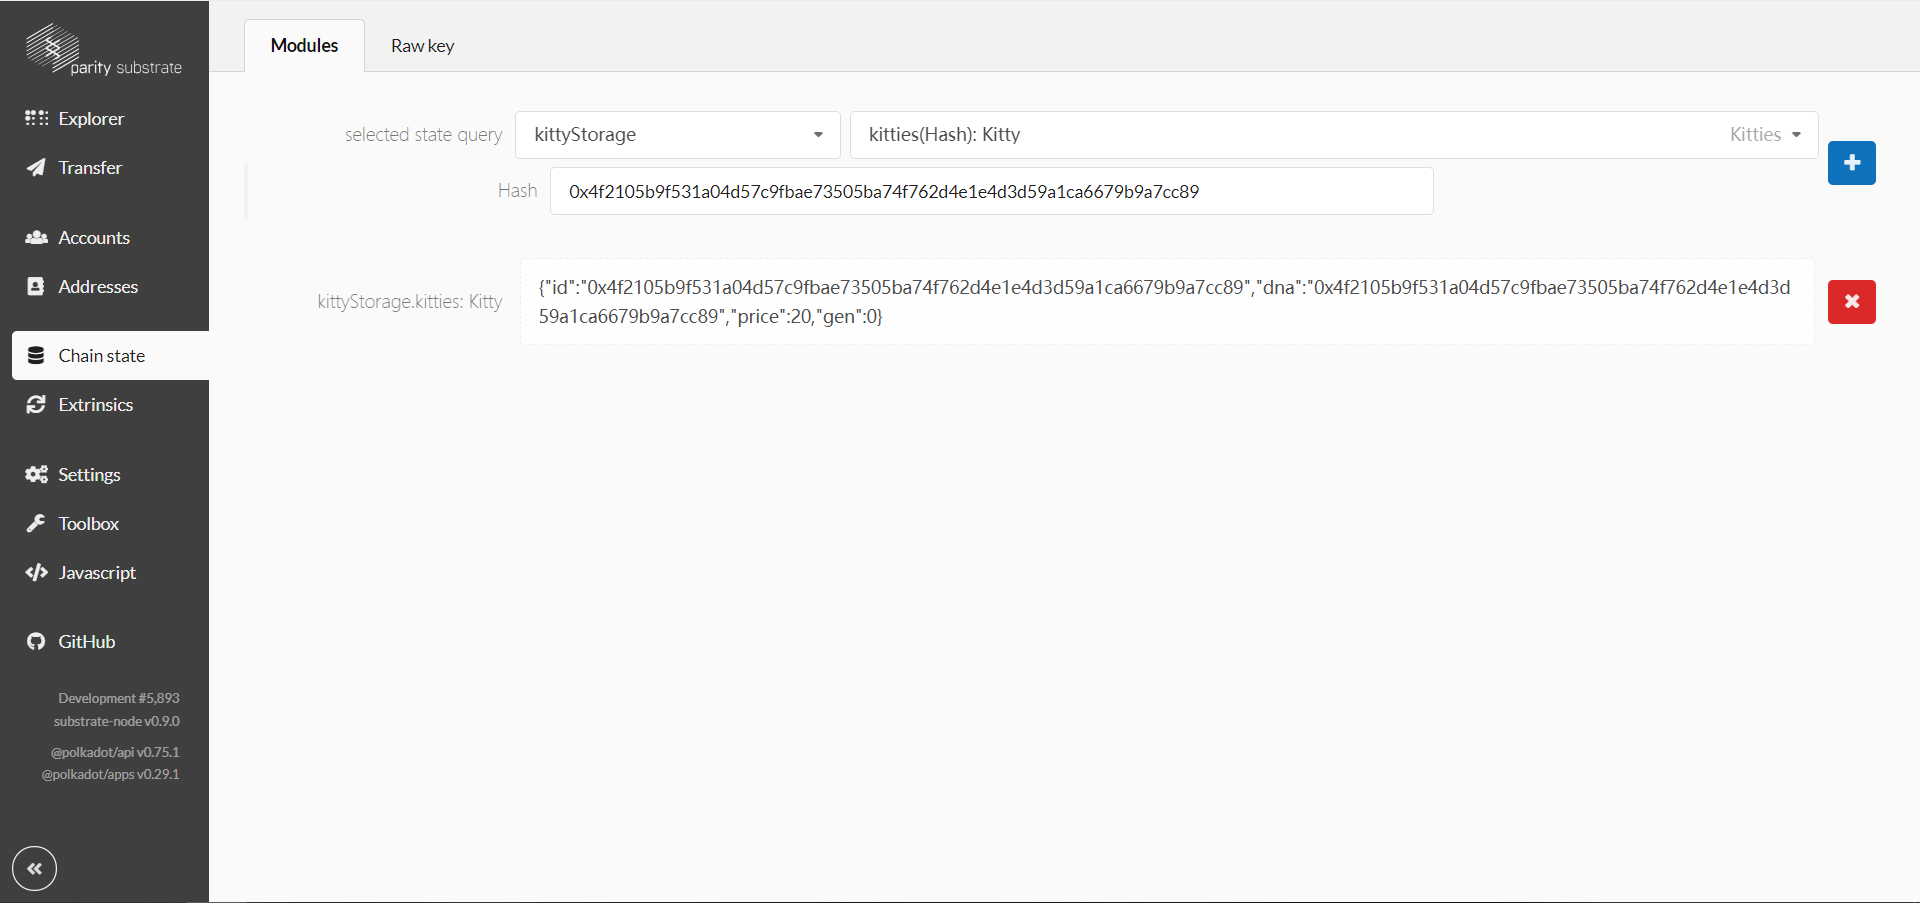 parity substrate
Explorer
Transfer
Accounts
Addresses
Chain state
Extrinsics
Settings
Toolbox
Javascript
GitHub
Development #5,893
substrate-node v0.9.0
@polkadot/api v0.75.1
@polkadot/apps v0.29.1
Modules
Raw key
selected state query
kittyStorage
kitties(Hash): Kitty
Kitties
Hash
0x4f2105b9f531a04d57c9fbae73505ba74f762d4e1e4d3d59a1ca6679b9a7cc89
kittyStorage.kitties: Kitty
{"id":"0x4f2105b9f531a04d57c9fbae73505ba74f762d4e1e4d3d59a1ca6679b9a7cc89","dna":"0x4f2105b9f531a04d57c9fbae73505ba74f762d4e1e4d3d
59a1ca6679b9a7cc89","price":20,"gen":0}